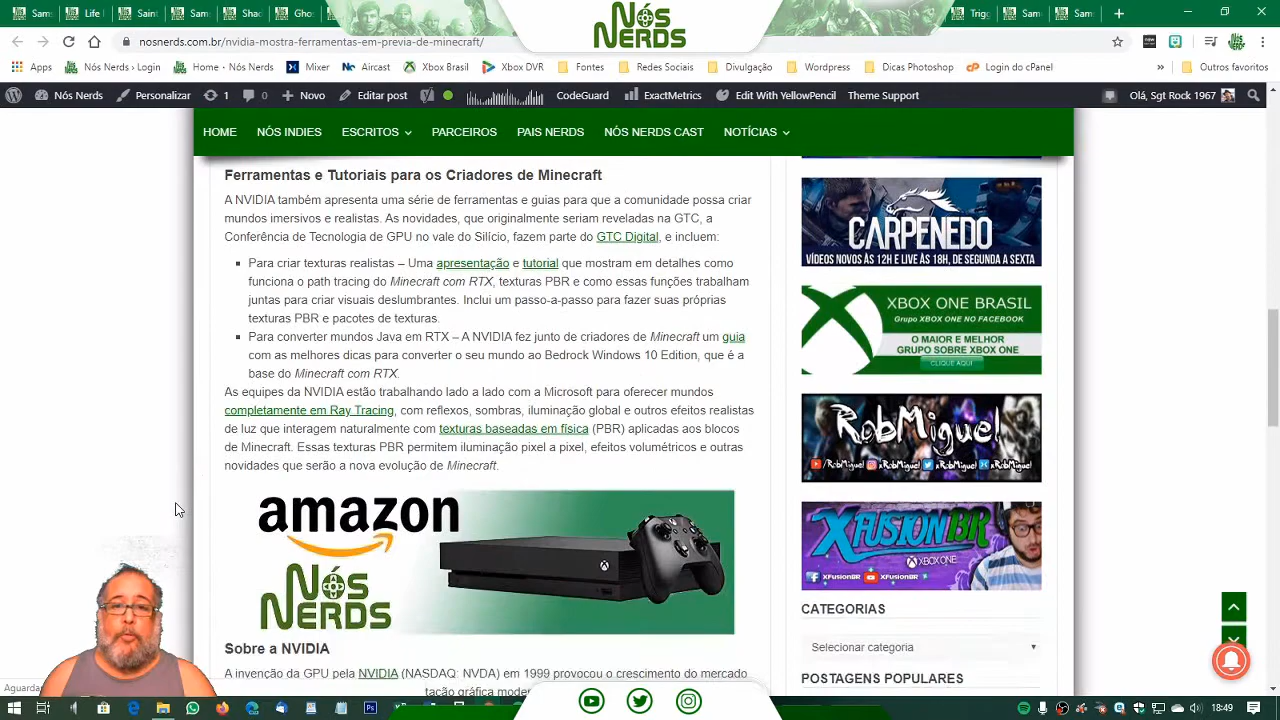 Sha
Sha
Gho
Trigo
Sam
Sam
NÓS
NERDS
nosnerds.com.br/nvidia-mostra-ferramentas-em-previa-de-minecraft/
Apps
Nós Nerds › Login
Home - Nós Nerds
Mixer
Aircast
Xbox Brasil
Xbox DVR
Fontes
Redes Sociais
Divulgação
Wordpress
Dicas Photoshop
Login do cPanel
»
Outros favoritos
Nós Nerds
Personalizar
1
0
Novo
Editar post
CodeGuard
ExactMetrics
Edit With YellowPencil
Theme Support
Olá, Sgt Rock 1967
HOME
NÓS INDIES
ESCRITOS
PARCEIROS
PAIS NERDS
NÓS NERDS CAST
NOTÍCIAS
Ferramentas e Tutoriais para os Criadores de Minecraft
A NVIDIA também apresenta uma série de ferramentas e guias para que a comunidade possa criar
mundos imersivos e realistas. As novidades, que originalmente seriam reveladas na GTC, a
Conferência de Tecnologia de GPU no vale do Silício, fazem parte do GTC Digital, e incluem:
Para criar texturas realistas – Uma apresentação e tutorial que mostram em detalhes como
funciona o path tracing do Minecraft com RTX, texturas PBR e como essas funções trabalham
juntas para criar visuais deslumbrantes. Inclui um passo-a-passo para fazer suas próprias
texturas PBR e pacotes de texturas.
Para converter mundos Java em RTX – A NVIDIA fez junto de criadores de Minecraft um guia
com as melhores dicas para converter o seu mundo ao Bedrock Windows 10 Edition, que é a
base do Minecraft com RTX.
As equipes da NVIDIA estão trabalhando lado a lado com a Microsoft para oferecer mundos
completamente em Ray Tracing, com reflexos, sombras, iluminação global e outros efeitos realistas
de luz que interagem naturalmente com texturas baseadas em física (PBR) aplicadas aos blocos
de Minecraft. Essas texturas PBR permitem iluminação pixel a pixel, efeitos volumétricos e outras
novidades que serão a nova evolução de Minecraft.
amazon
NÓS
NERDS
Sobre a NVIDIA
A invenção da GPU pela NVIDIA (NASDAQ: NVDA) em 1999 provocou o crescimento do mercado
CARPENEDO
VÍDEOS NOVOS ÀS 12H E LIVE ÀS 18H, DE SEGUNDA A SEXTA
XBOX ONE BRASIL
Grupo XBOX ONE NO FACEBOOK
O MAIOR E MELHOR
GRUPO SOBRE XBOX ONE
CLIQUE AQUI
RobMiguel
/RobMiguel
xRobMiguel
xRobMiguel
xRobMiguel
XFUSIONBR
XBOX ONE
XFusionBR
XFusionBR
CATEGORIAS
Selecionar categoria
POSTAGENS POPULARES
Aguarda
18:49